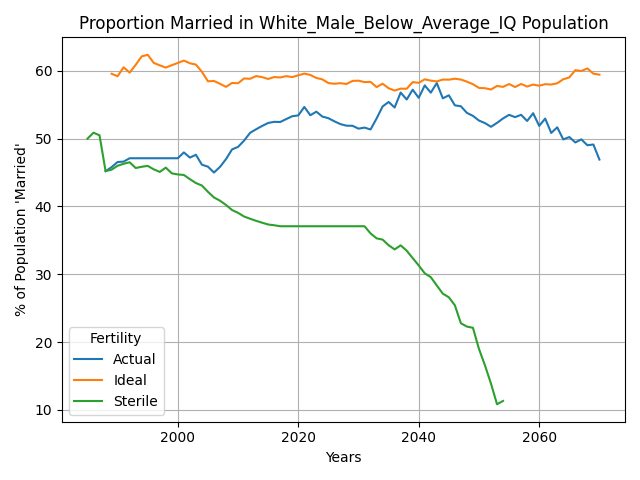 Proportion Married in White_Male_Below_Average_IQ Population
% of Population 'Married'
60
50
40
30
20
10
Fertility
Actual
Ideal
Sterile
2000 2020 2040 2060
Years